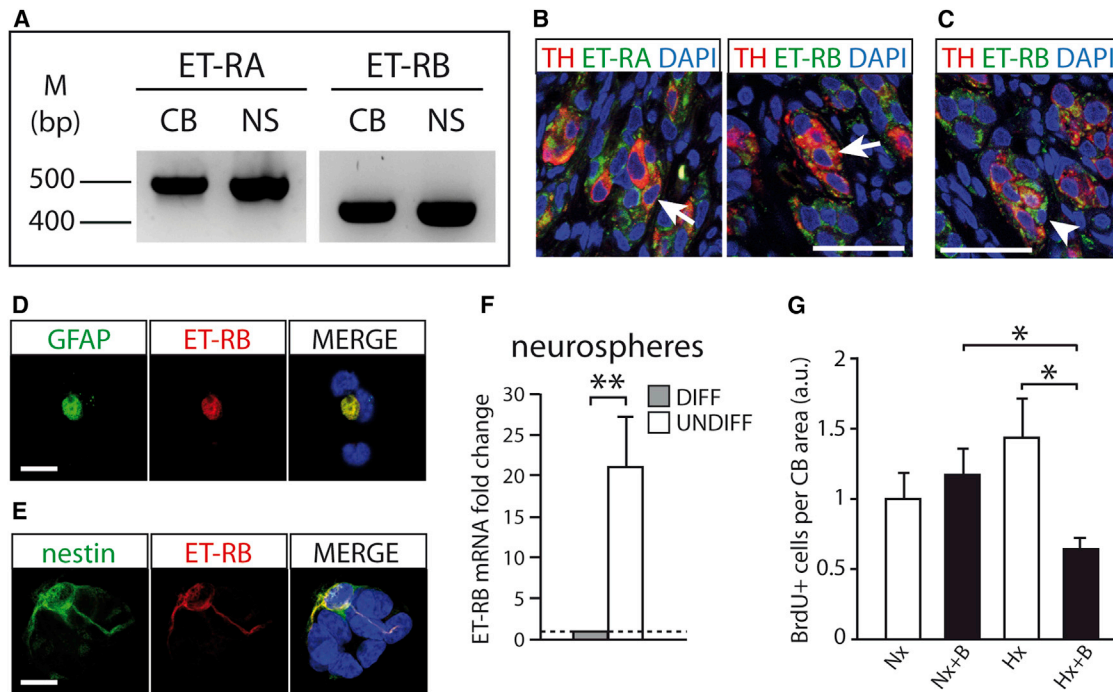 A
ET-RA
ET-RB
M
(bp)
CB
NS
CB
NS
500
400
B
TH ET-RA DAPI
TH ET-RB DAPI
C
TH ET-RB DAPI
D
GFAP
ET-RB
MERGE
E
nestin
ET-RB
MERGE
F
neurospheres
**
DIFF
UNDIFF
ET-RB mRNA fold change
30
25
20
15
10
5
1
0
G
*
*
BrdU+ cells per CB area (a.u.)
2
1.5
1
0.5
0
Nx
Nx+B
Hx
Hx+B